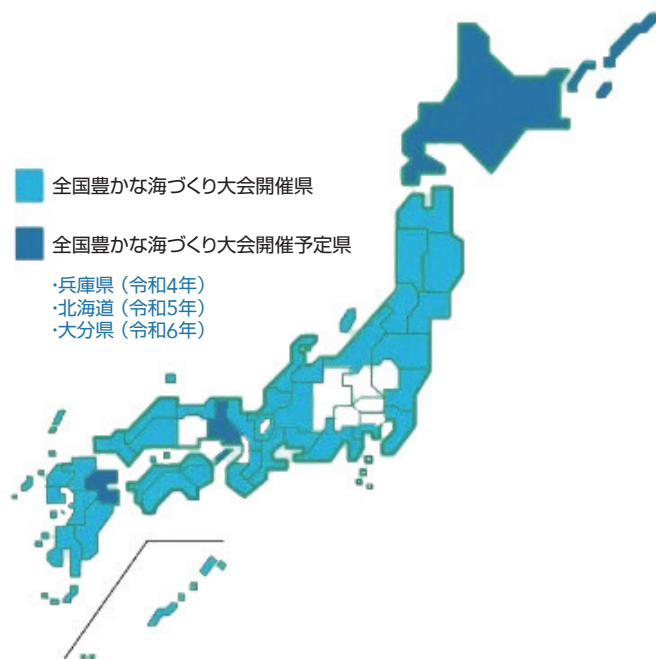 全国豊かな海づくり大会開催県
全国豊かな海づくり大会開催予定県
・兵庫県（令和4年）
・北海道（令和5年）
・大分県（令和6年）